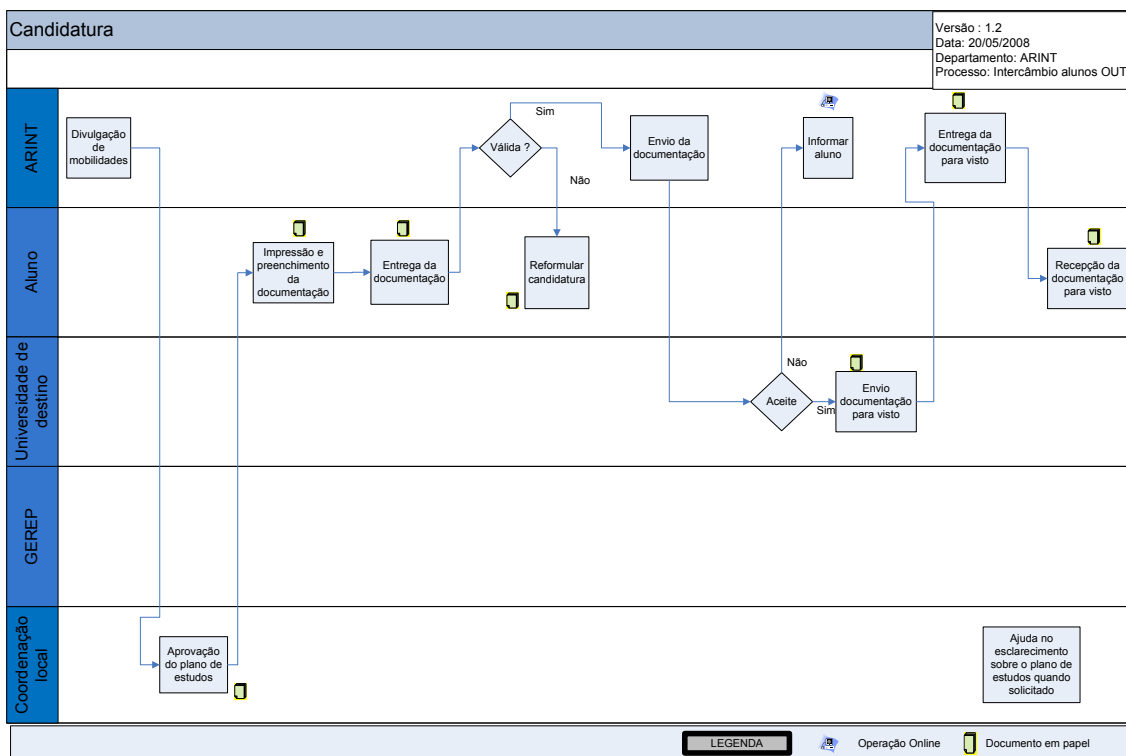 Candidatura
Versão : 1.2
Data: 20/05/2008
Departamento: ARINT
Processo: Intercâmbio alunos OUT
ARINT
Divulgação
de
mobilidades
Válida ?
Sim
Não
Envio da
documentação
Informar
aluno
Entrega da
documentação
para visto
Aluno
Impressão e
preenchimento
da
documentação
Entrega da
documentação
Reformular
candidatura
Recepção da
documentação
para visto
Universidade de
destino
Aceite
Não
Sim
Envio
documentação
para visto
GEREP
Coordenação
local
Aprovação
do plano de
estudos
Ajuda no
esclarecimento
sobre o plano de
estudos quando
solicitado
LEGENDA
Operação Online
Documento em papel